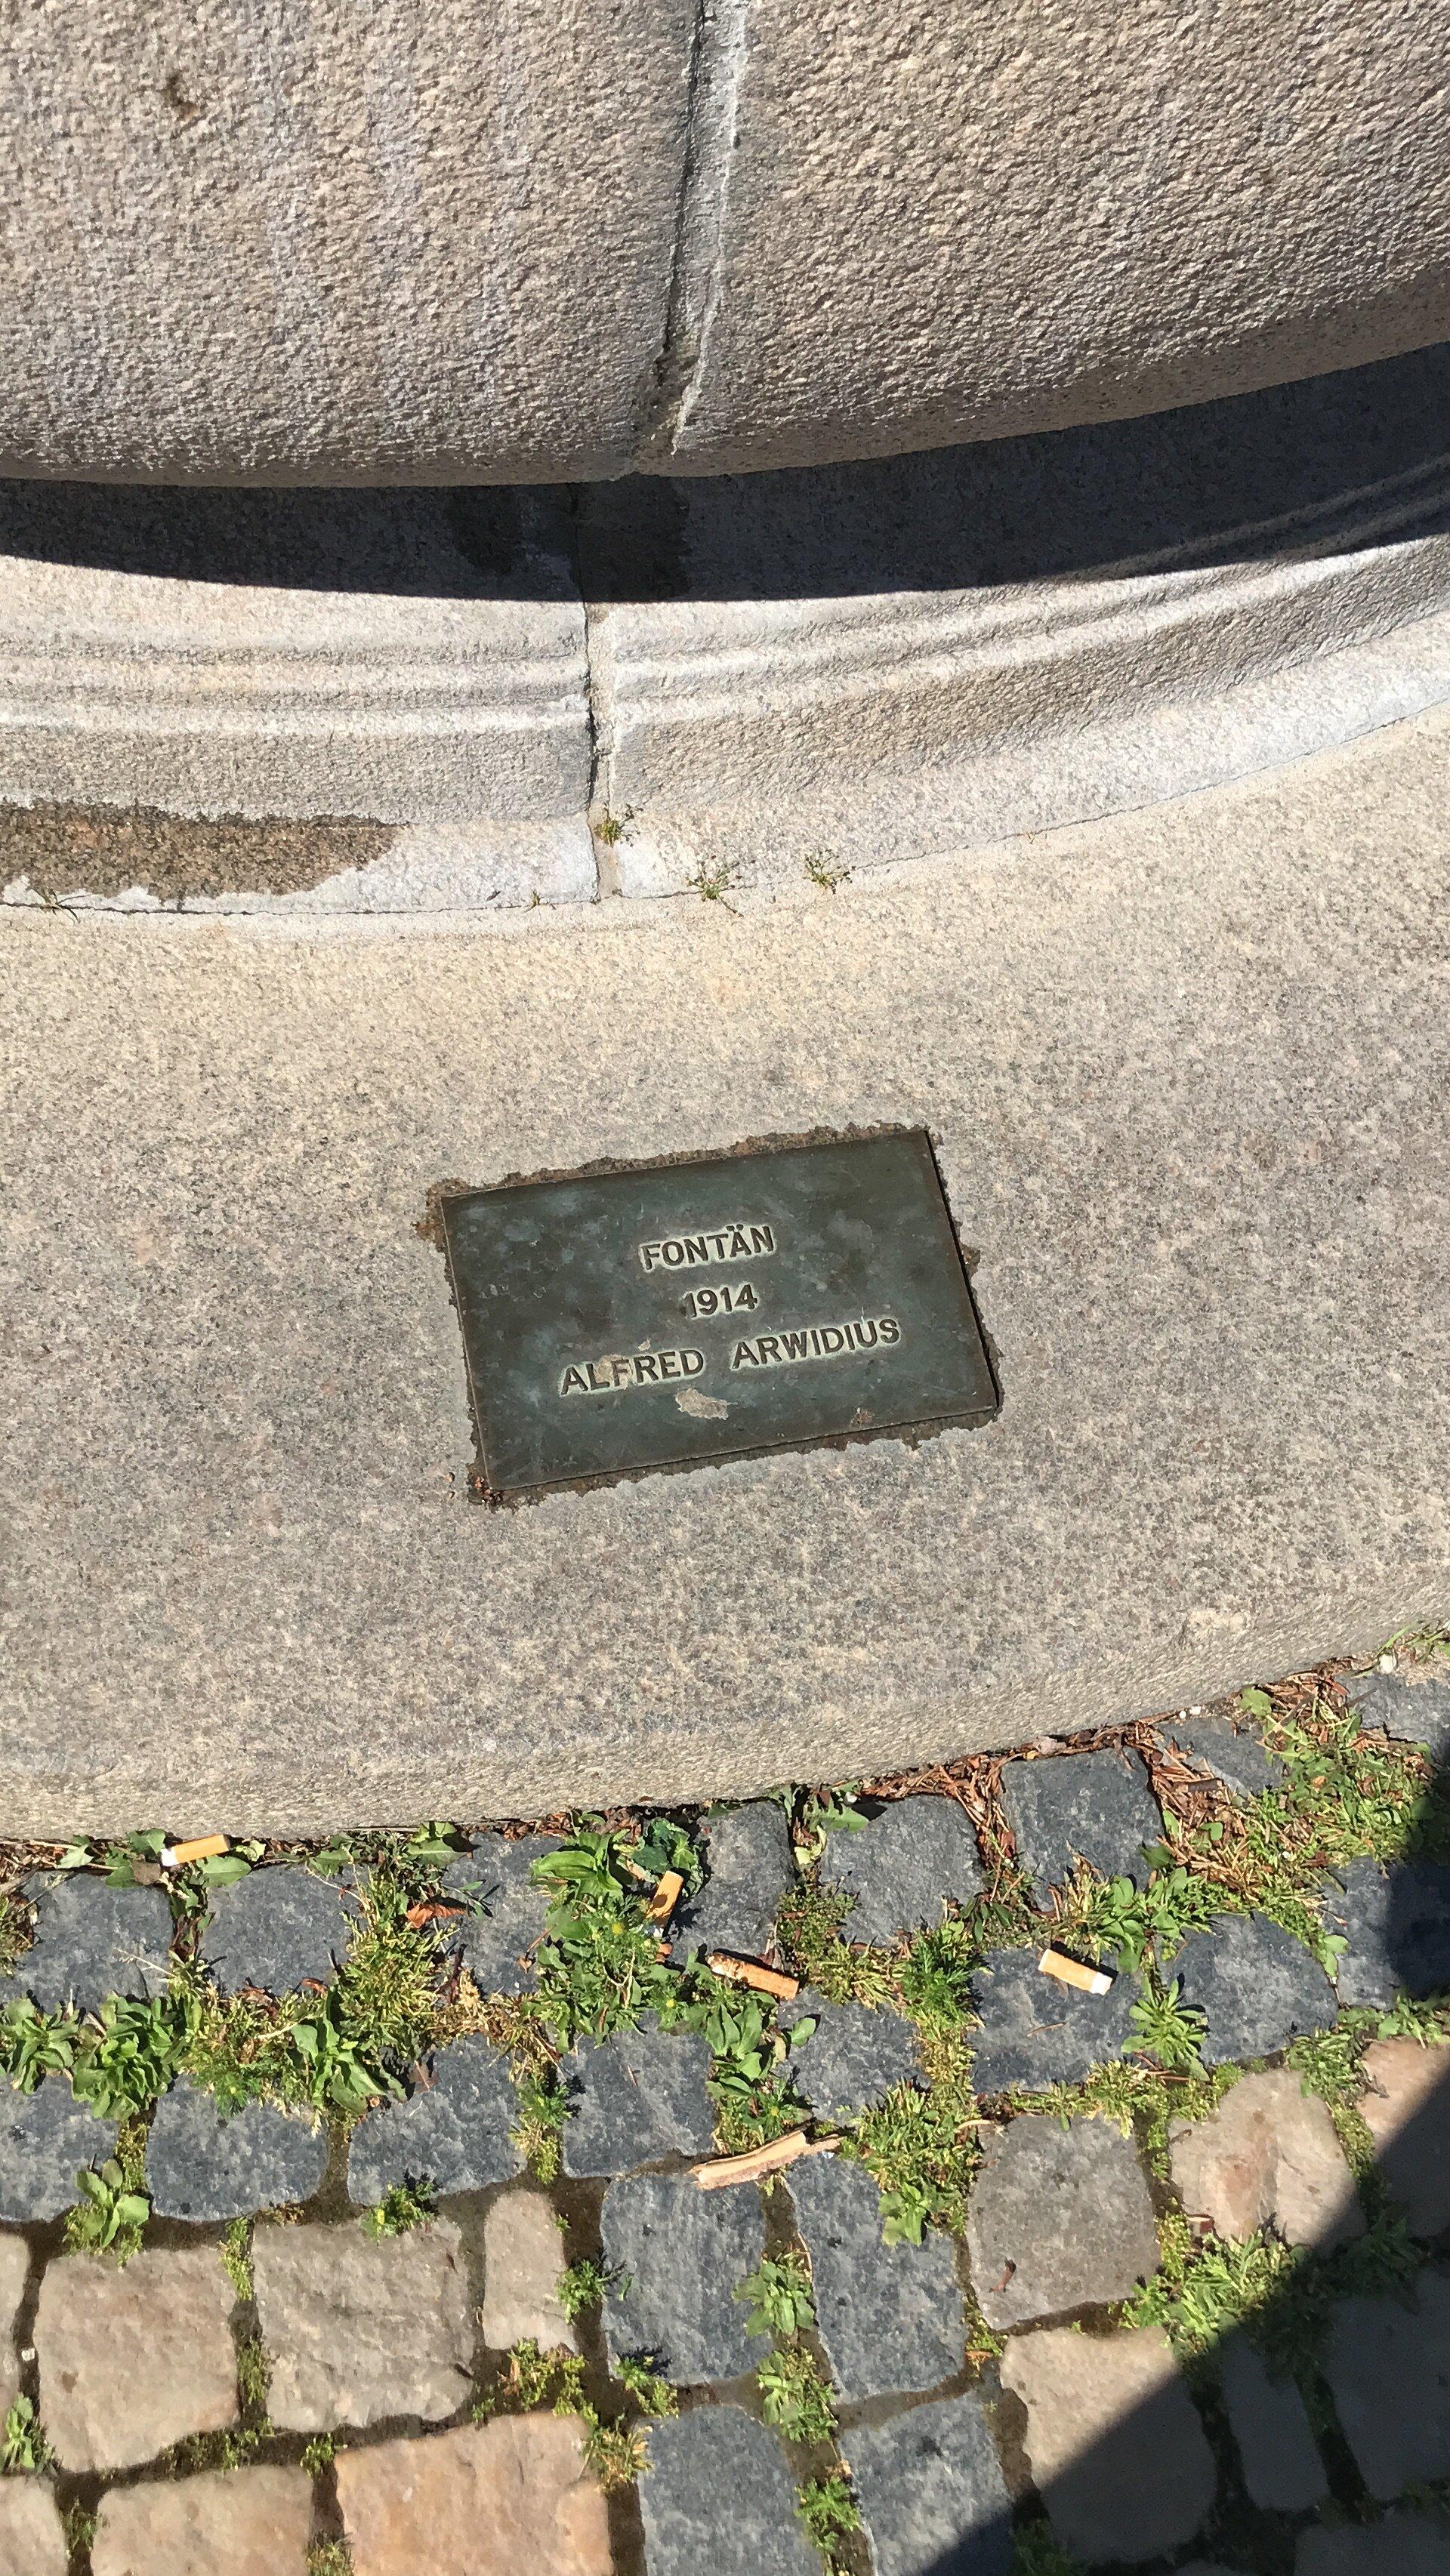 FONTÄN
1914
ALFRED ARWIDIUS